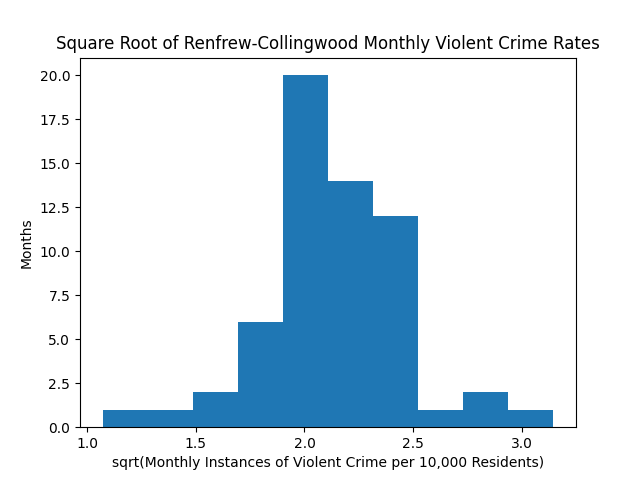 Square Root of Renfrew-Collingwood Monthly Violent Crime Rates
20.0
17.5
15.0
12.5
10.0
7.5
5.0
2.5
0.0
Months
1.0 1.5 2.0 2.5 3.0
sqrt(Monthly Instances of Violent Crime per 10,000 Residents)